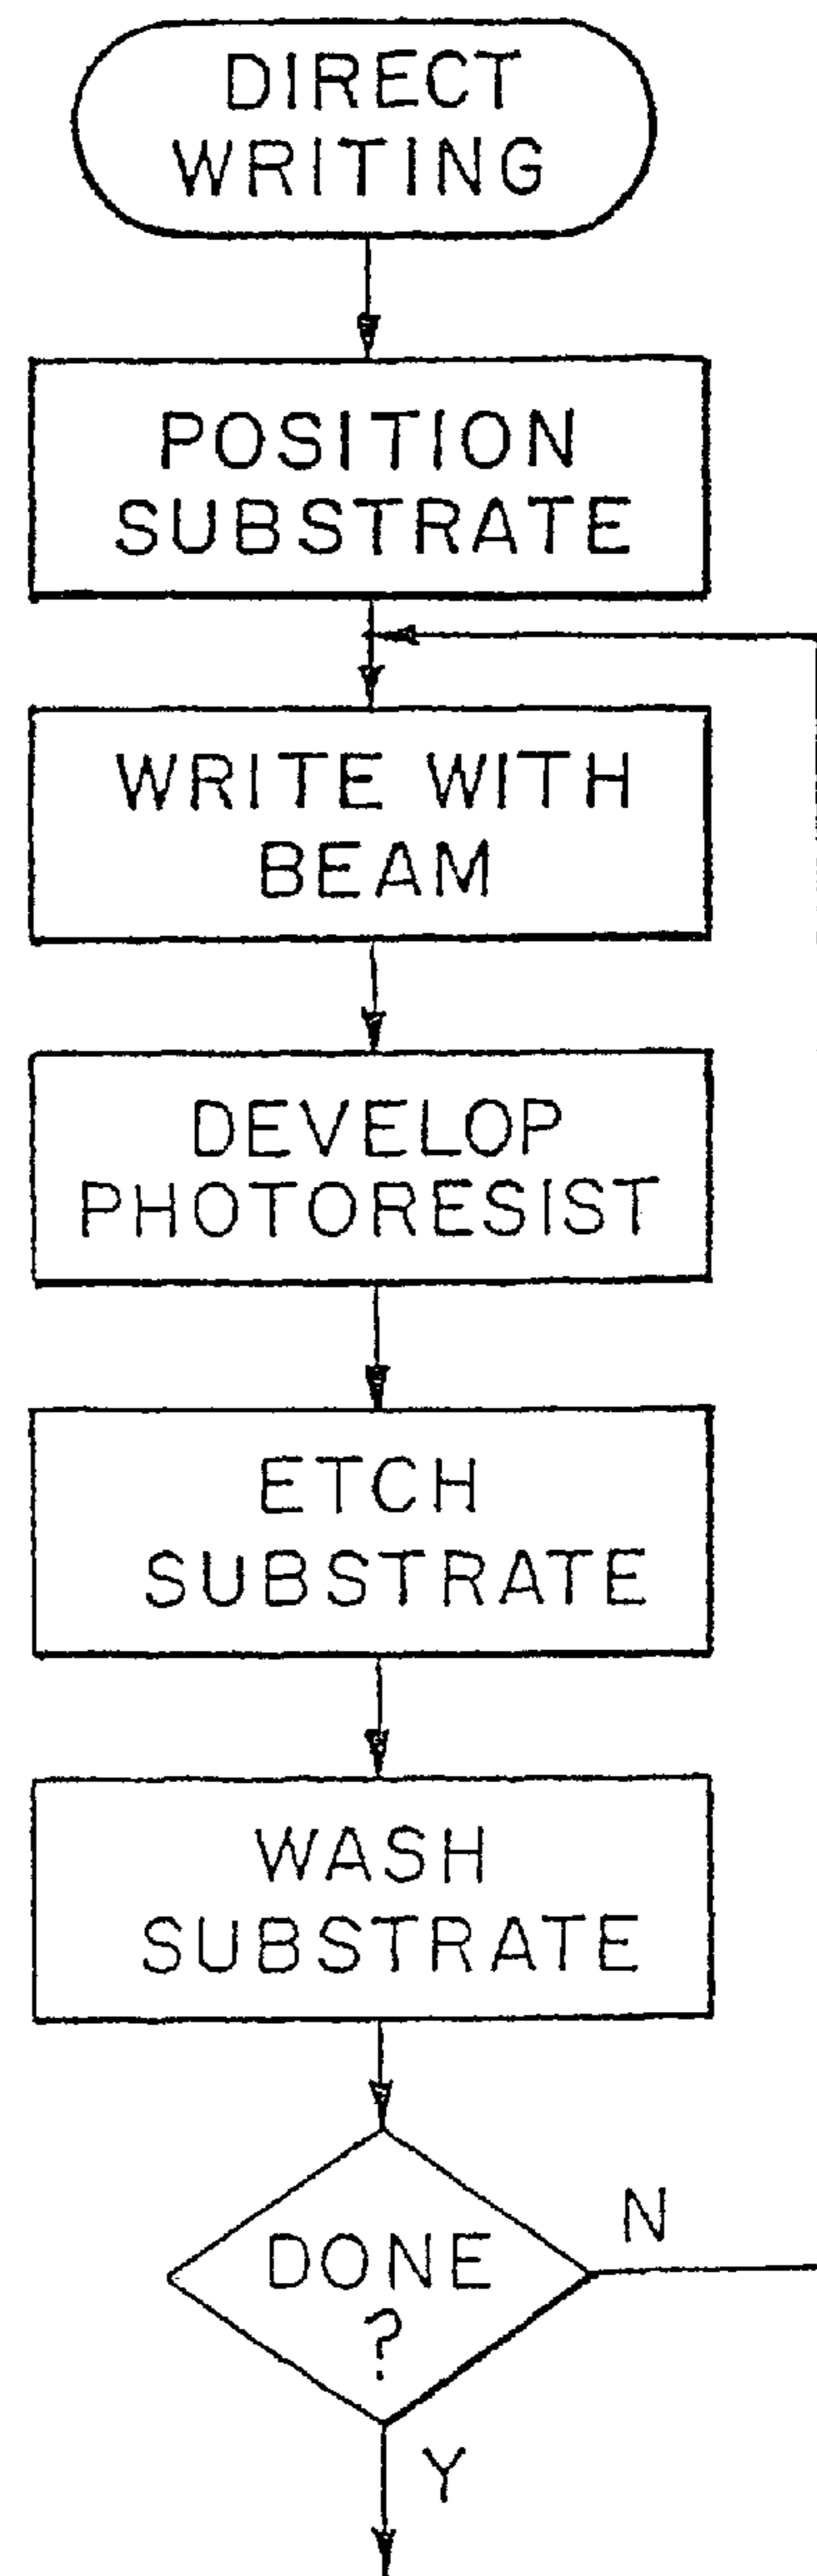 DIRECT
WRITING
POSITION
SUBSTRATE
WRITE WITH
BEAM
DEVELOP
PHOTORESIST
ETCH
SUBSTRATE
WASH
SUBSTRATE
N
DONE
?
Y